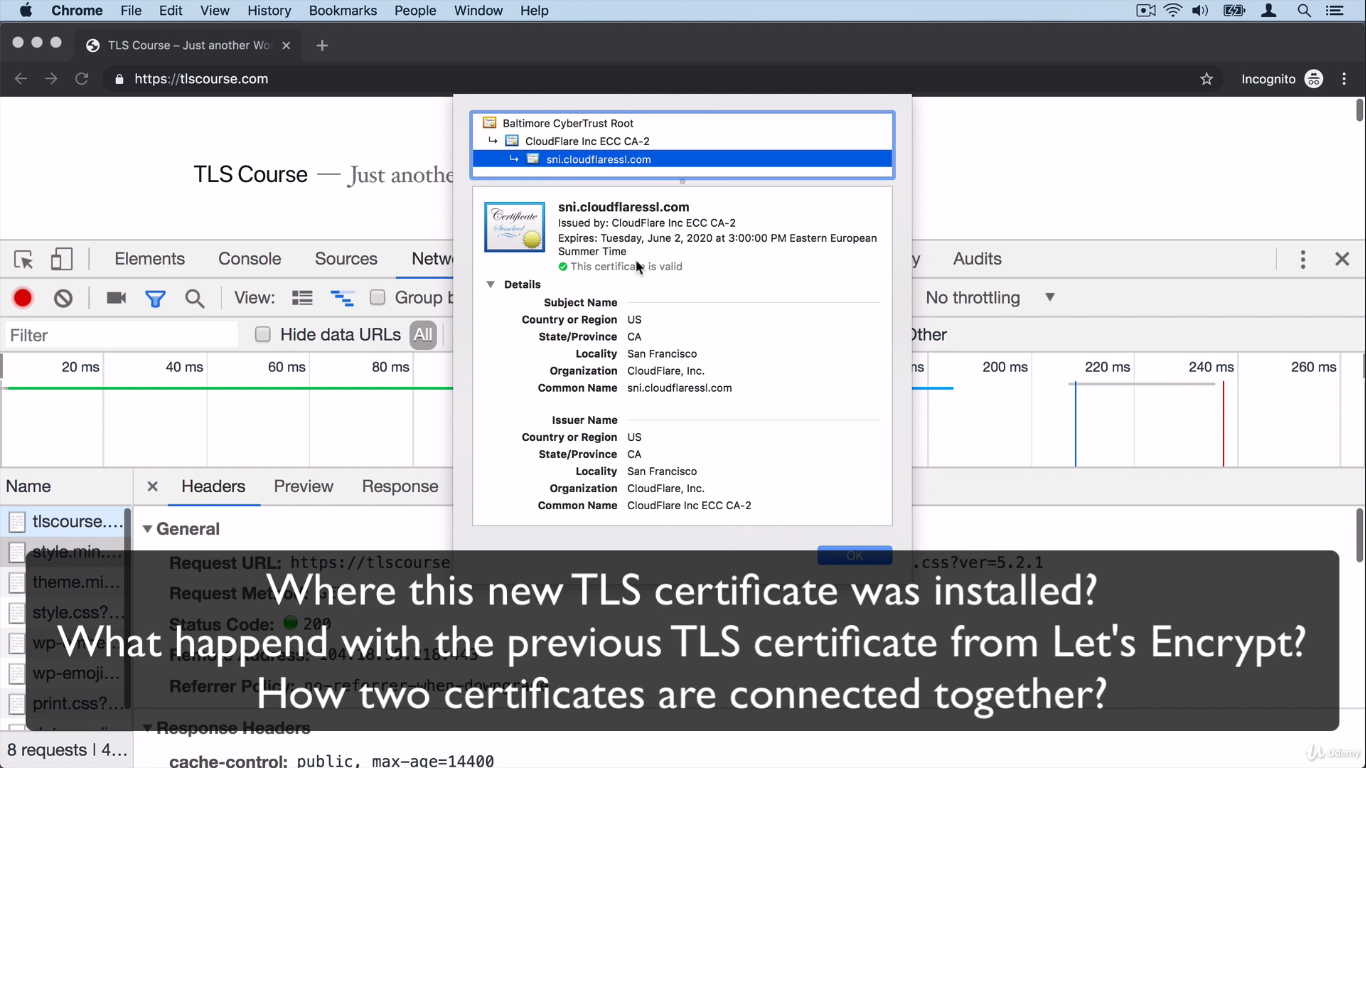 Chrome File Edit View History Bookmarks People Window Help
TLS Course – Just another Wo
https://tlscourse.com
Incognito
TLS Course — Just anothe
Baltimore CyberTrust Root
CloudFlare Inc ECC CA-2
sni.cloudflaressl.com
Certificate
Standard
sni.cloudflaressl.com
Issued by: CloudFlare Inc ECC CA-2
Expires: Tuesday, June 2, 2020 at 3:00:00 PM Eastern European
Summer Time
This certificate is valid
Details
Subject Name
Country or Region US
State/Province CA
Locality San Francisco
Organization CloudFlare, Inc.
Common Name sni.cloudflaressl.com
Issuer Name
Country or Region US
State/Province CA
Locality San Francisco
Organization CloudFlare, Inc.
Common Name CloudFlare Inc ECC CA-2
OK
Elements Console Sources Netw y Audits
View: Group b No throttling
Filter Hide data URLs All Other
20 ms 40 ms 60 ms 80 ms ns 200 ms 220 ms 240 ms 260 ms
Name Headers Preview Response
tlscourse....
style.min....
theme.mi...
style.css?...
wp-emoji...
print.css?...
8 requests | 4...
General
Request URL: https://tlscourse .css?ver=5.2.1
Status Code: 200
Referrer Policy: no-referrer-when-downgrade
Response Headers
cache-control: public, max-age=14400
Where this new TLS certificate was installed?
What happend with the previous TLS certificate from Let's Encrypt?
How two certificates are connected together?
Udemy